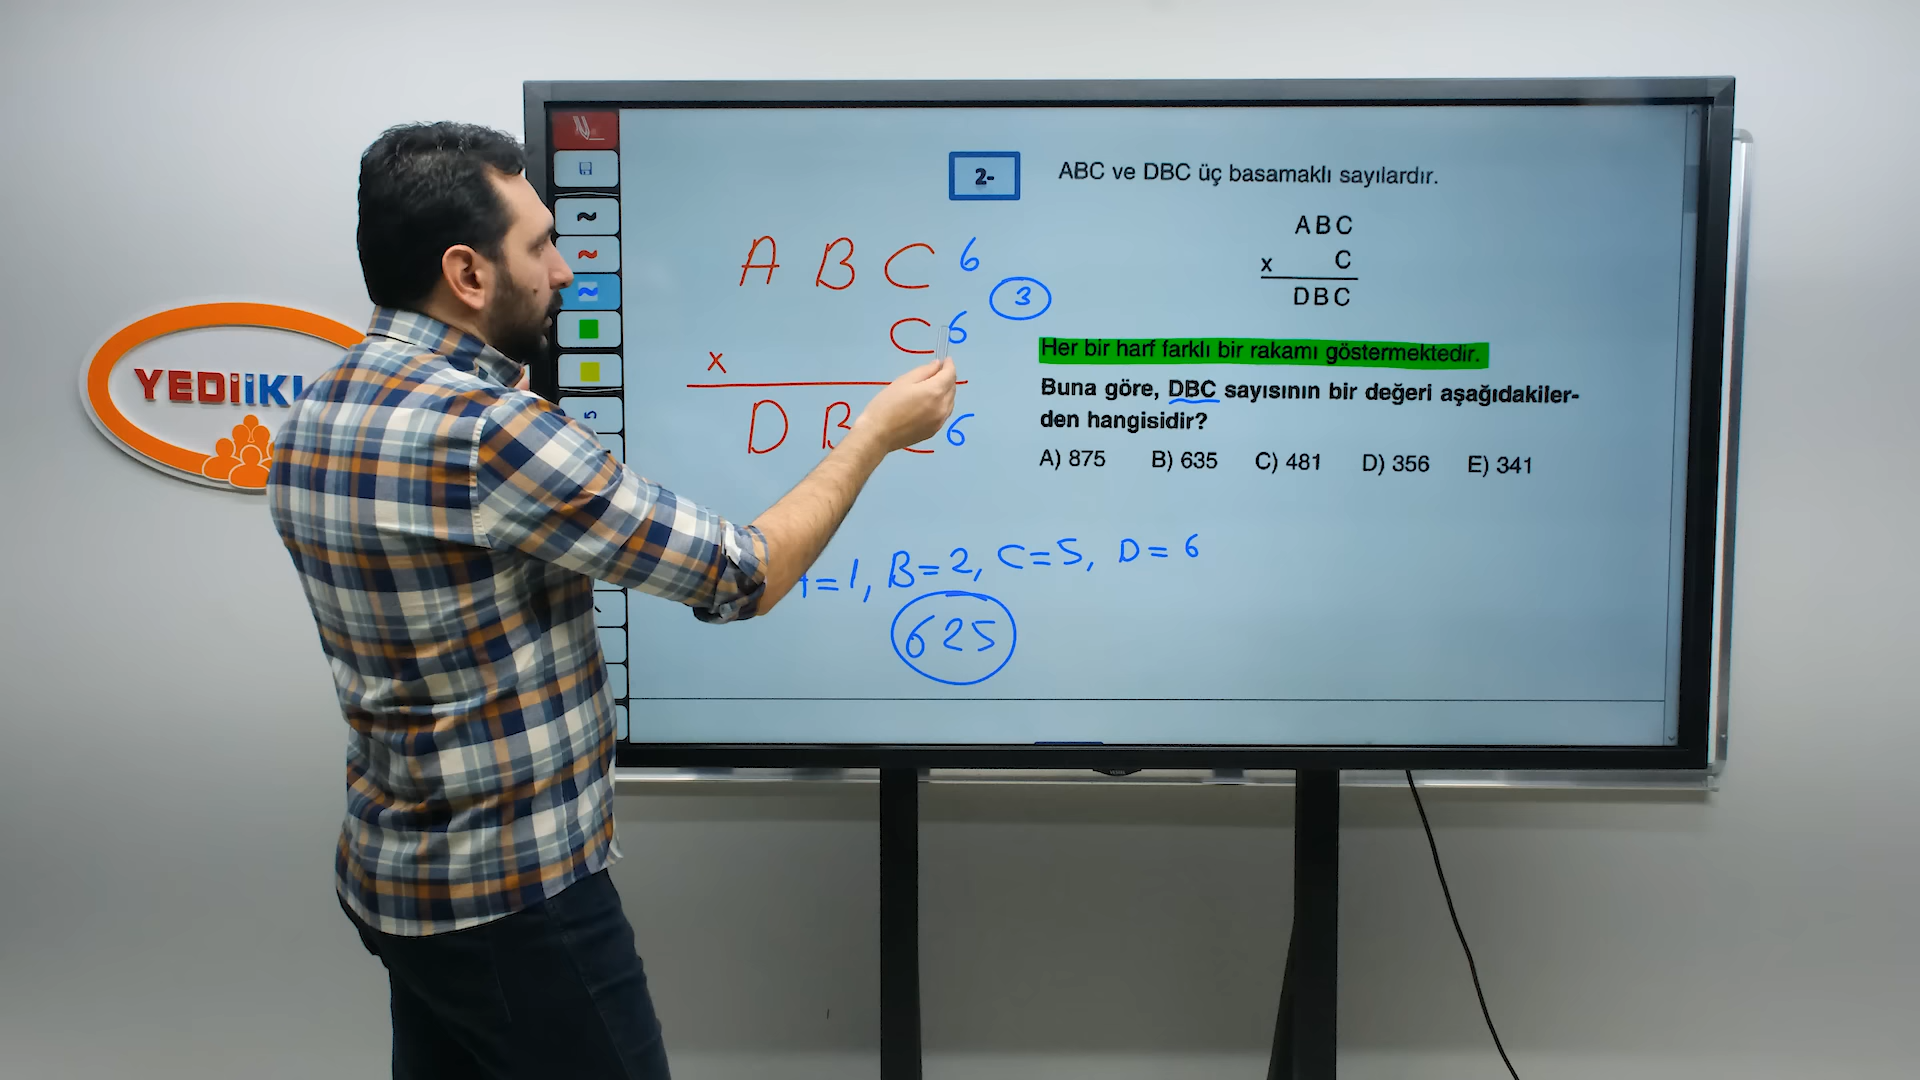 YEDiiKL
2-
ABC ve DBC üç basamaklı sayılardır.
ABC
x C
DBC
Her bir harf farklı bir rakamı göstermektedir.
Buna göre, DBC sayısının bir değeri aşağıdakiler-
den hangisidir?
A) 875 B) 635 C) 481 D) 356 E) 341
A B C 6
3
x C 6
D B C 6
=1, B=2, C=5, D=6
625